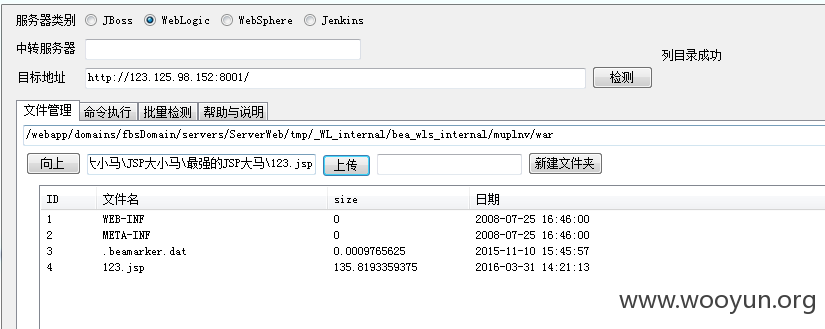 服务器类别 JBoss WebLogic WebSphere Jenkins
中转服务器
列目录成功
目标地址 http://123.125.98.152:8001/ 检测
文件管理 命令执行 批量检测 帮助与说明
/webapp/domains/fbsDomain/servers/ServerWeb/tmp/_WL_internal/bea_wls_internal/muplnv/war
向上 大小马\JSP大小马\最强的JSP大马\123.jsp 上传 新建文件夹
ID 文件名 size 日期
1 WEB-INF 0 2008-07-25 16:46:00
2 META-INF 0 2008-07-25 16:46:00
3 .beamarker.dat 0.0009765625 2015-11-10 15:45:57
4 123.jsp 135.8193359375 2016-03-31 14:21:13
www.wooyun.org